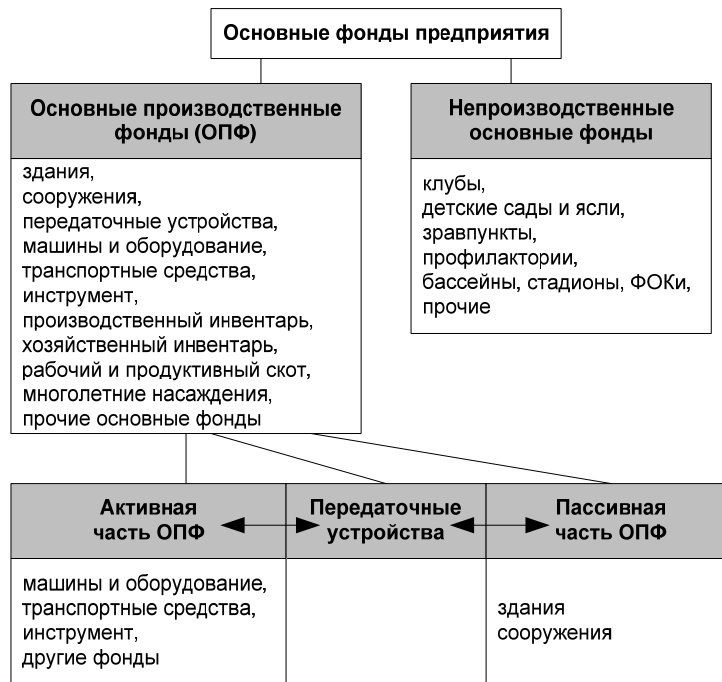 Основные фонды предприятия
Основные производственные
фонды (ОПФ)
здания,
сооружения,
передаточные устройства,
машины и оборудование,
транспортные средства,
инструмент,
производственный инвентарь,
хозяйственный инвентарь,
рабочий и продуктивный скот,
многолетние насаждения,
прочие основные фонды
Непроизводственные
основные фонды
клубы,
детские сады и ясли,
зравпункты,
профилактории,
бассейны, стадионы, ФОКи,
прочие
Активная
часть ОПФ
Передаточные
устройства
Пассивная
часть ОПФ
машины и оборудование,
транспортные средства,
инструмент,
другие фонды
здания
сооружения